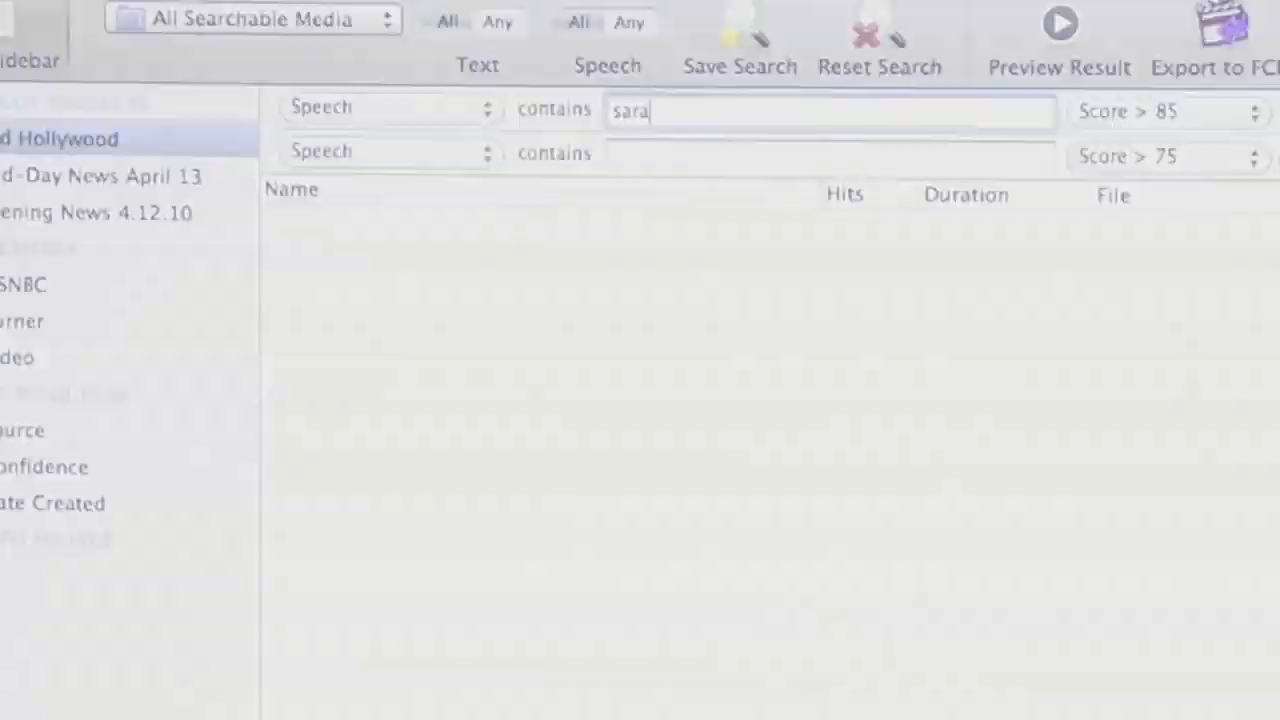 All Searchable Media
All Any
All Any
idebar
Text
Speech
Save Search
Reset Search
Preview Result
Export to FC
Speech contains sara Score > 85
Speech contains Score > 75
Name Hits Duration File
d Hollywood
d-Day News April 13
ening News 4.12.10
SNBC
orner
deo
ource
onfidence
ate Created